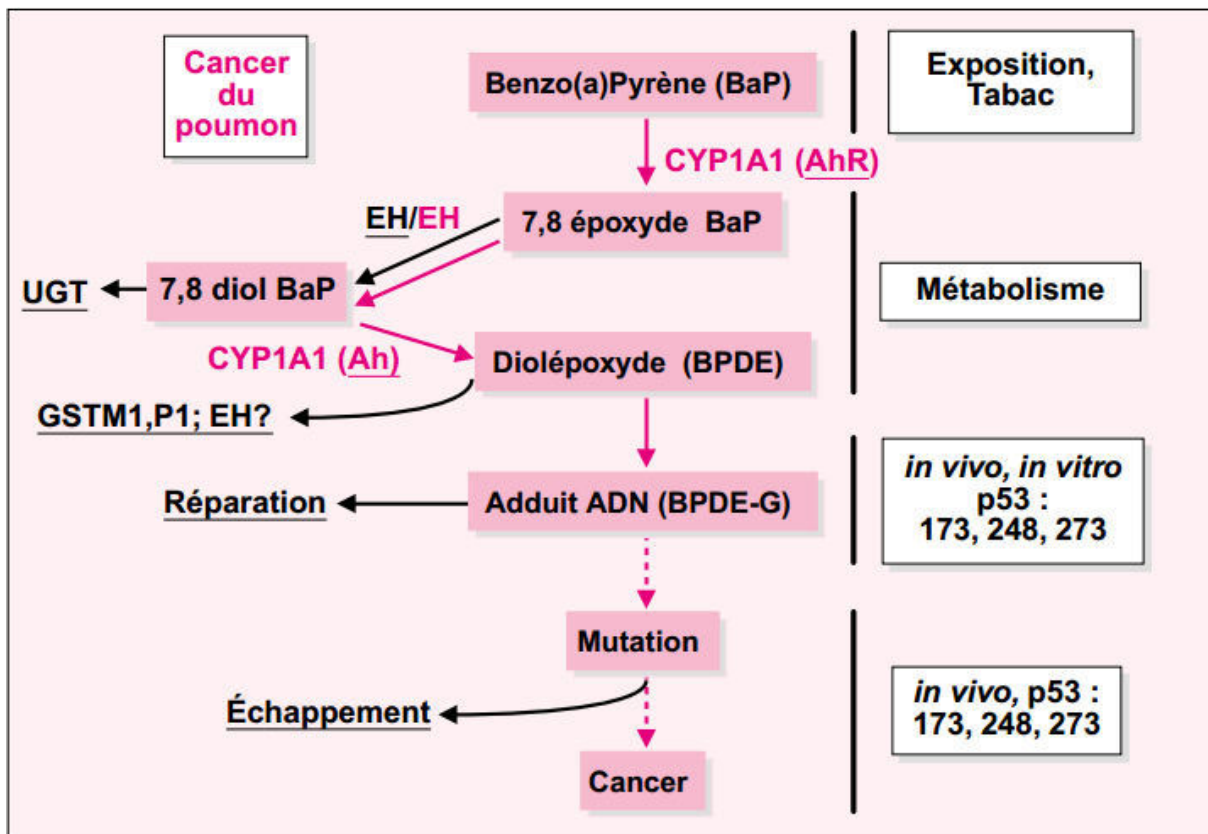 Cancer
du
poumon
Benzo(a)Pyrène (BaP)
Exposition,
Tabac
CYP1A1 (AhR)
EH/EH
7,8 époxyde BaP
UGT
7,8 diol BaP
Métabolisme
CYP1A1 (Ah)
Diolépoxyde (BPDE)
GSTM1,P1; EH?
in vivo, in vitro
p53 :
173, 248, 273
Réparation
Adduit ADN (BPDE-G)
Mutation
Échappement
in vivo, p53 :
173, 248, 273
Cancer